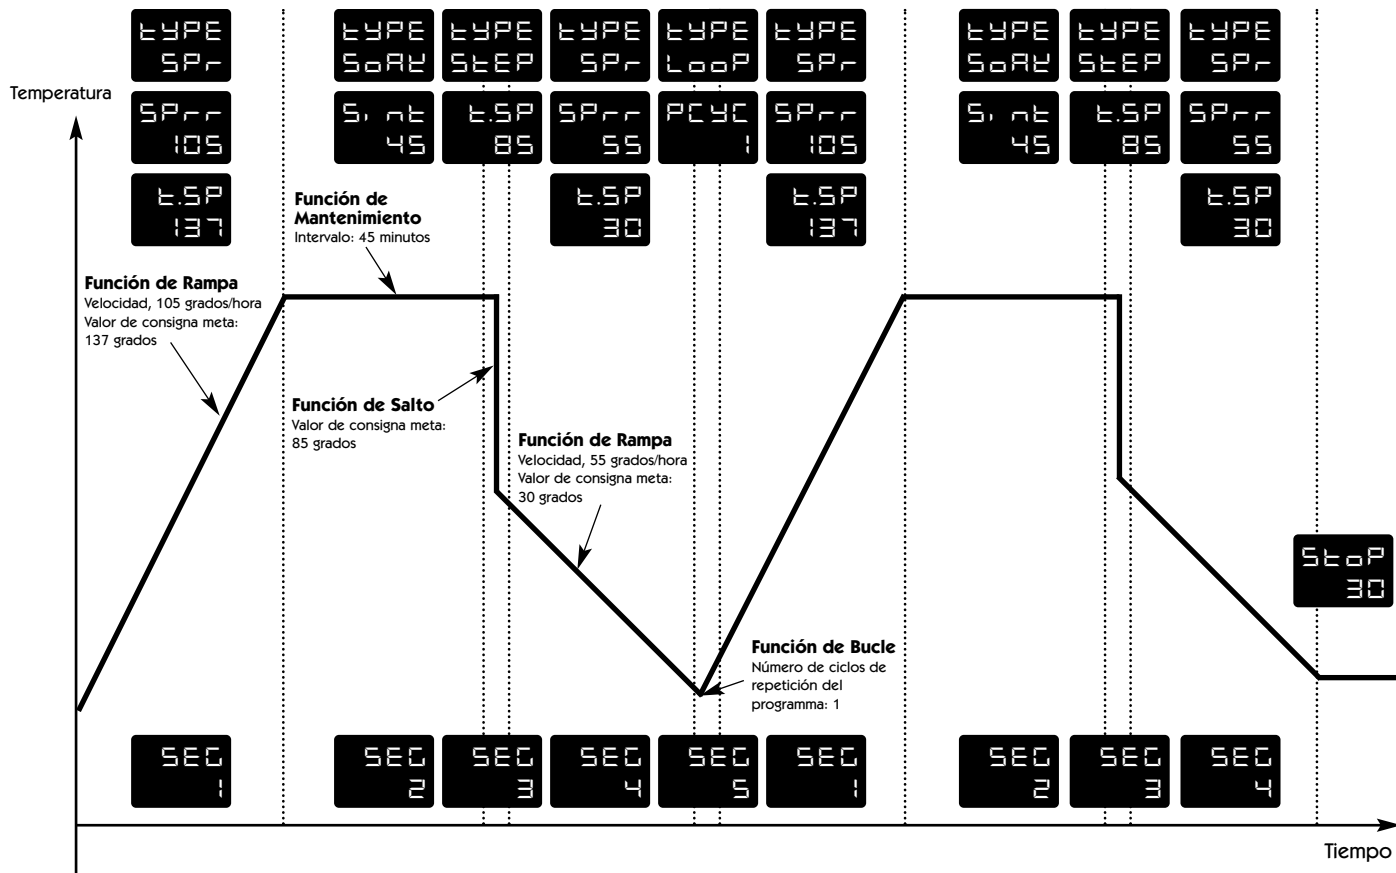 tYPE
SPr
tYPE
SoAK
tYPE
StEP
tYPE
SPr
tYPE
LooP
tYPE
SPr
tYPE
SoAK
tYPE
StEP
tYPE
SPr
Temperatura
SPrr
105
Sint
45
t.SP
85
SPrr
55
PCYC
1
SPrr
105
Sint
45
t.SP
85
SPrr
55
t.SP
137
t.SP
30
t.SP
137
t.SP
30
Función de
Mantenimiento
Intervalo: 45 minutos
Función de Rampa
Velocidad, 105 grados/hora
Valor de consigna meta:
137 grados
Función de Salto
Valor de consigna meta:
85 grados
Función de Rampa
Velocidad, 55 grados/hora
Valor de consigna meta:
30 grados
StoP
30
Función de Bucle
Número de ciclos de
repetición del
programma: 1
SEG
1
SEG
2
SEG
3
SEG
4
SEG
5
SEG
1
SEG
2
SEG
3
SEG
4
Tiempo